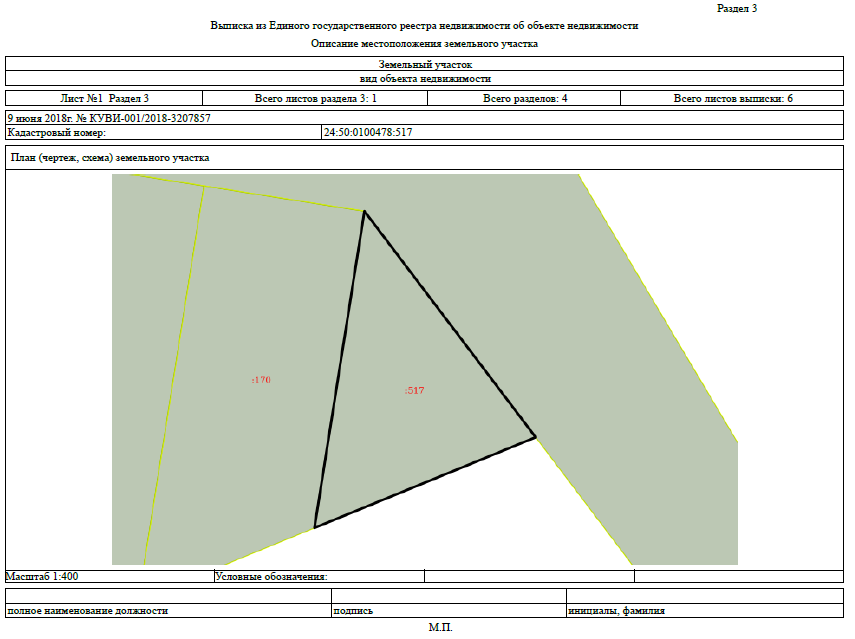 Раздел 3
Выписка из Единого государственного реестра недвижимости об объекте недвижимости
Описание местоположения земельного участка
Земельный участок
вид объекта недвижимости
Лист №1 Раздел 3 Всего листов раздела 3: 1 Всего разделов: 4 Всего листов выписки: 6
9 июня 2018г. № КУВИ-001/2018-3207857
Кадастровый номер: 24:50:0100478:517
План (чертеж, схема) земельного участка
:170
:517
Масштаб 1:400 Условные обозначения:
полное наименование должности подпись инициалы, фамилия
М.П.